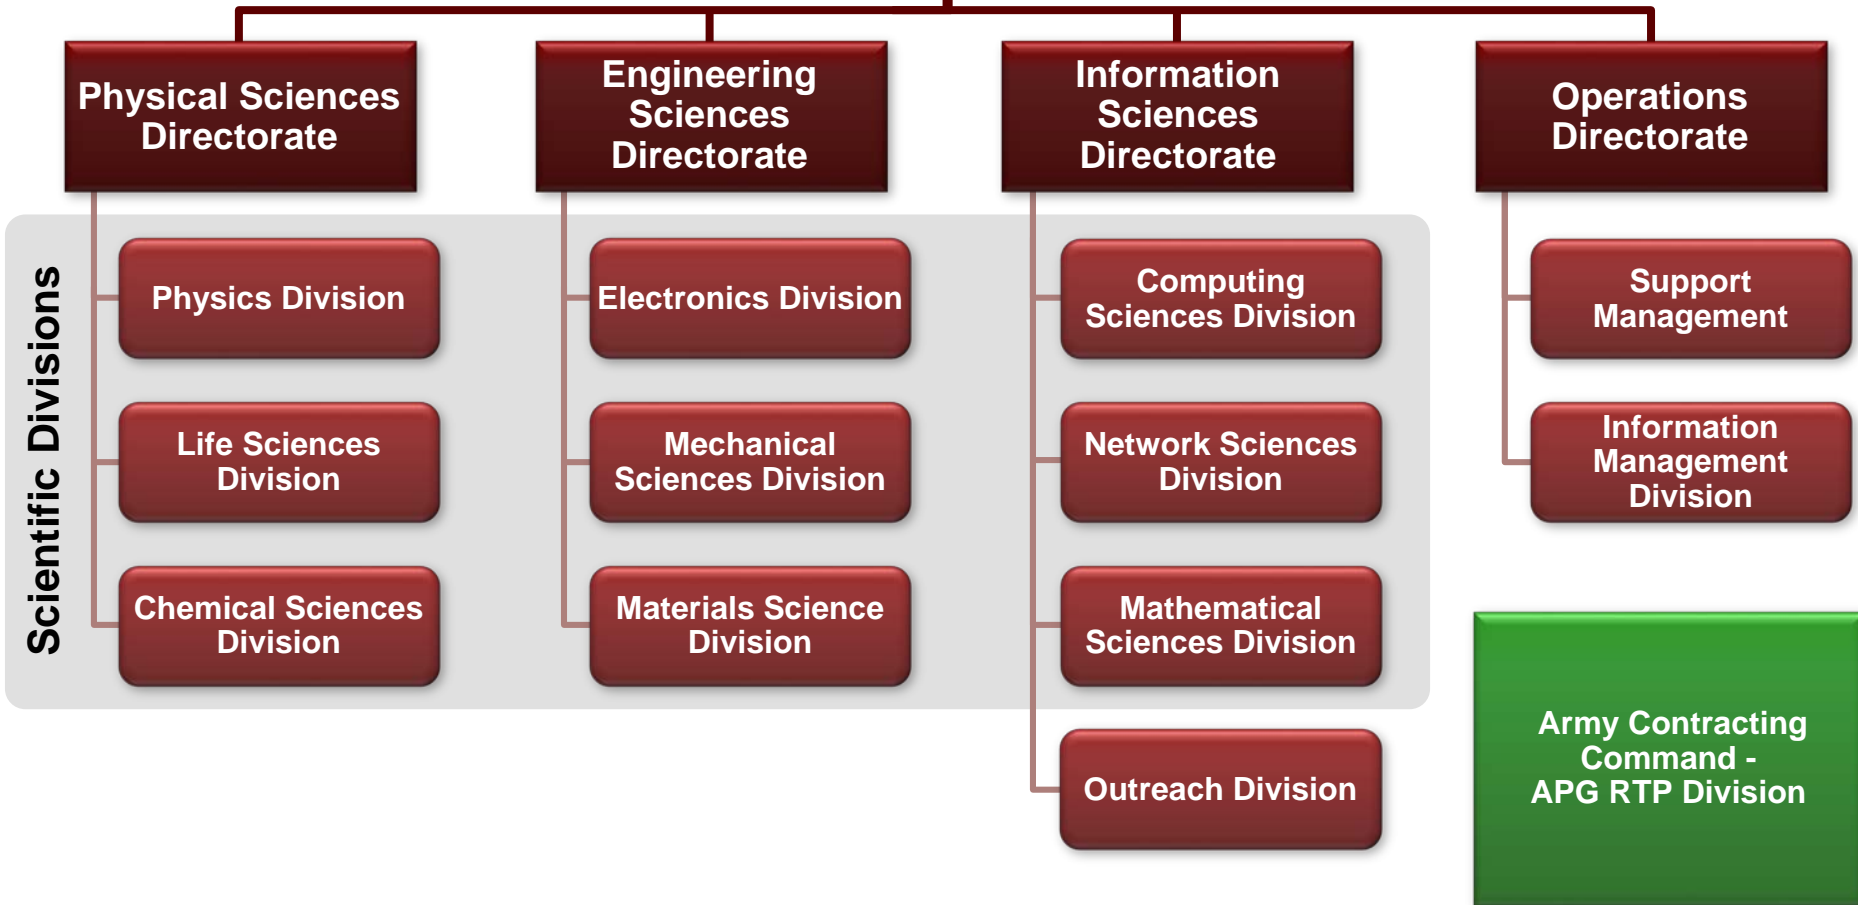 Physical Sciences
Directorate
Engineering
Sciences
Directorate
Information
Sciences
Directorate
Operations
Directorate
Scientific Divisions
Physics Division
Life Sciences
Division
Chemical Sciences
Division
Electronics Division
Mechanical
Sciences Division
Materials Science
Division
Computing
Sciences Division
Network Sciences
Division
Mathematical
Sciences Division
Outreach Division
Support
Management
Information
Management
Division
Army Contracting
Command -
APG RTP Division